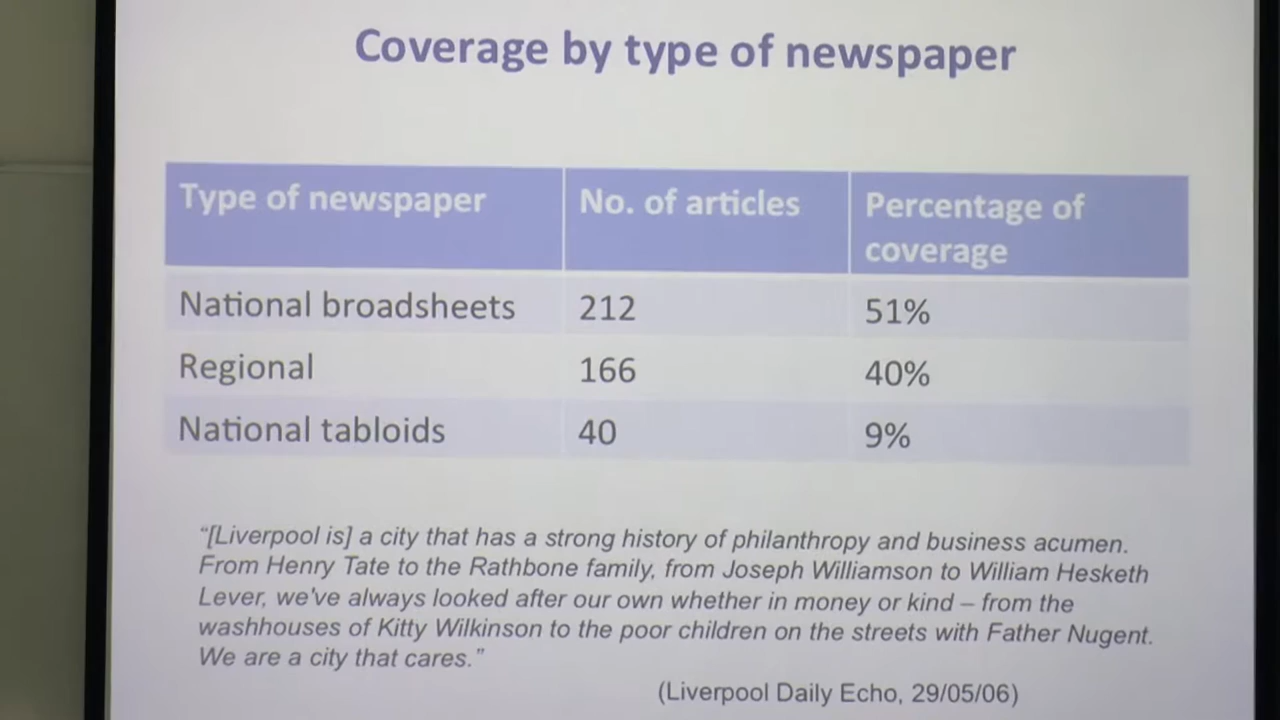 Coverage by type of newspaper
Type of newspaper No. of articles Percentage of coverage
National broadsheets 212 51%
Regional 166 40%
National tabloids 40 9%
“[Liverpool is] a city that has a strong history of philanthropy and business acumen.
From Henry Tate to the Rathbone family, from Joseph Williamson to William Hesketh
Lever, we've always looked after our own whether in money or kind – from the
washhouses of Kitty Wilkinson to the poor children on the streets with Father Nugent.
We are a city that cares.”
(Liverpool Daily Echo, 29/05/06)